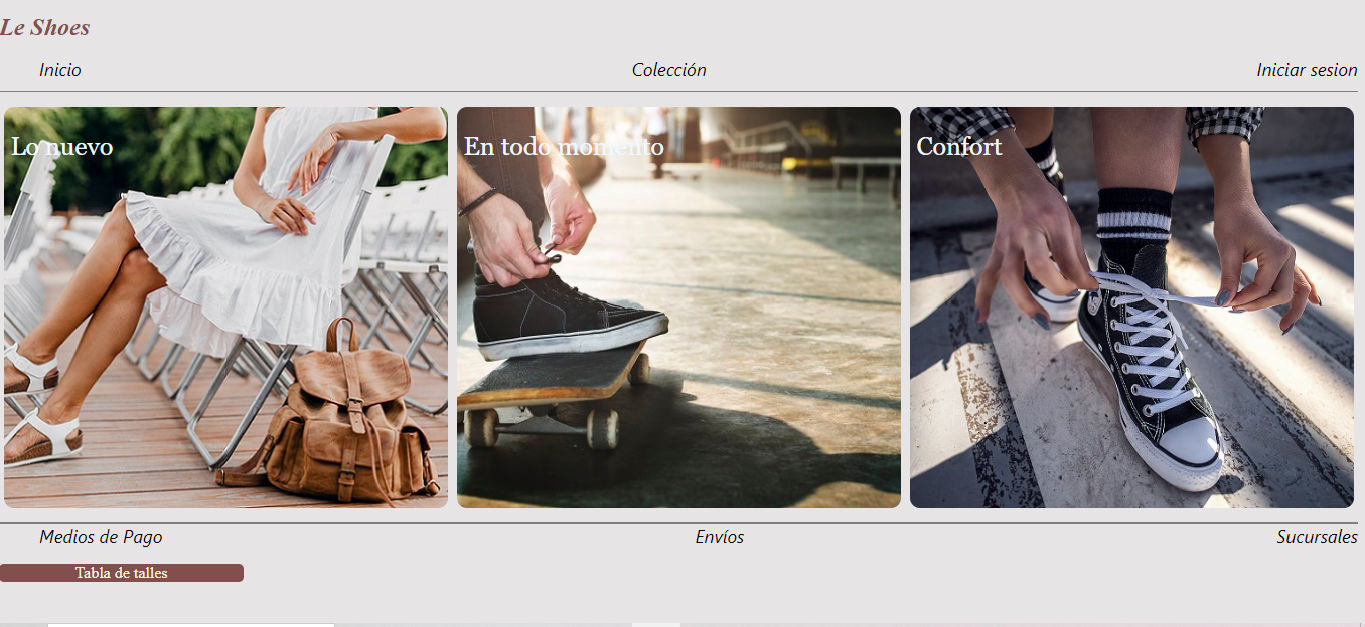 Le Shoes
Inicio
Colección
Iniciar sesion
Lo nuevo
En todo momento
Confort
Medios de Pago
Envíos
Sucursales
Tabla de talles